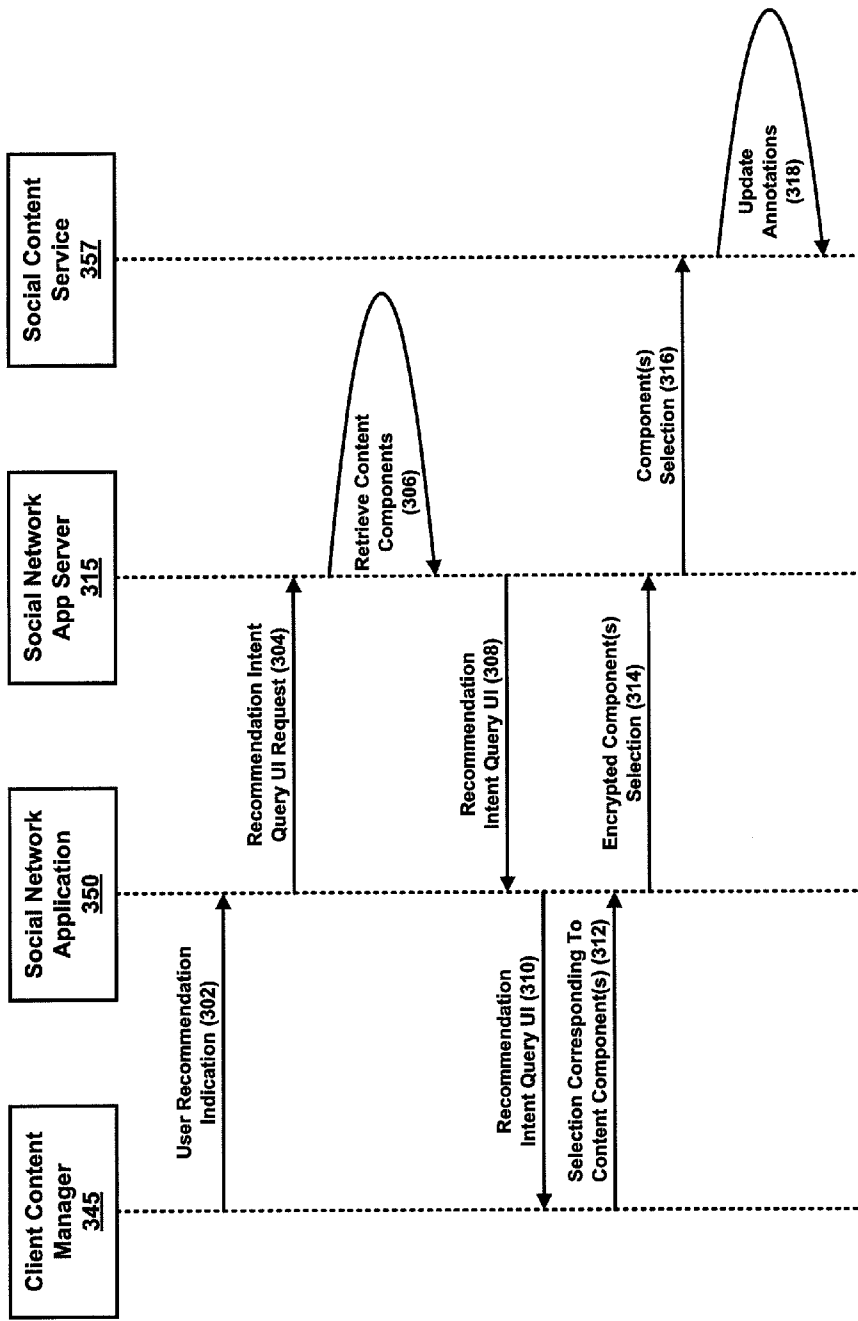 Client Content
Manager
345
Social Network
Application
350
Social Network
App Server
315
Social Content
Service
357
User Recommendation
Indication (302)
Recommendation Intent
Query UI Request (304)
Retrieve Content
Components
(306)
Recommendation
Intent Query UI (308)
Recommendation
Intent Query UI (310)
Selection Corresponding To
Content Component(s) (312)
Encrypted Component(s)
Selection (314)
Component(s)
Selection (316)
Update
Annotations
(318)